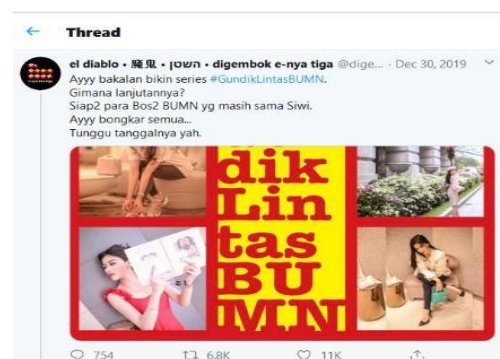 Thread
el diablo • 魔鬼 • השטן • digembok e-nya tiga @dige... · Dec 30, 2019
Ayyy bakalan bikin series #GundikLintasBUMN.
Gimana lanjutannya?
Siap2 para Bos2 BUMN yg masih sama Siwi.
Ayyy bongkar semua...
Tunggu tanggalnya yah.
dik
Lin
tas
BU
MN
754 6.8K 11K